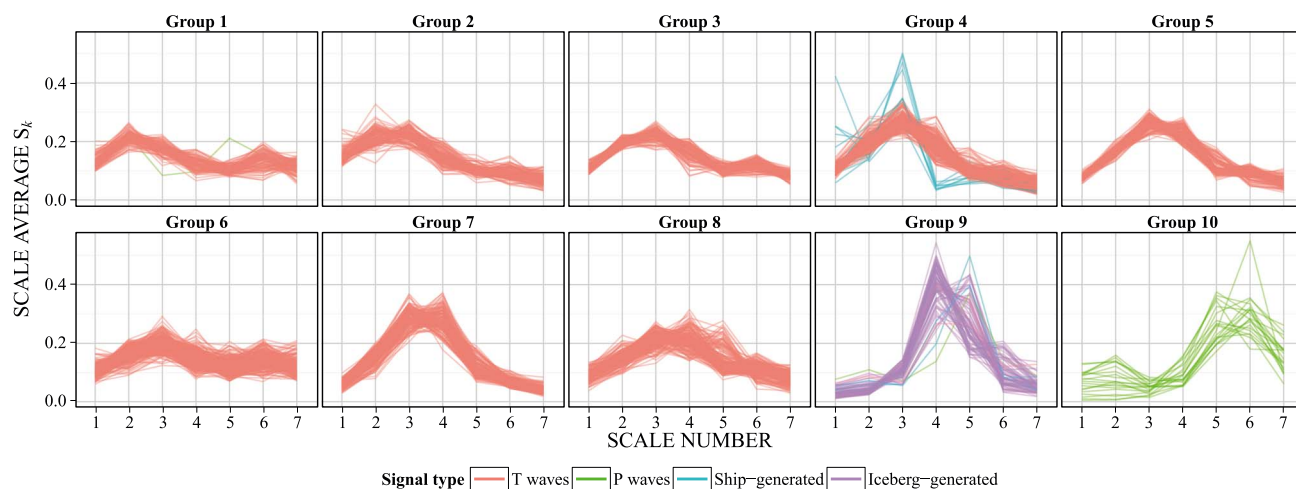 Group 1 Group 2 Group 3 Group 4 Group 5
0.4
0.2
0.0
SCALE AVERAGE Sk
Group 6 Group 7 Group 8 Group 9 Group 10
0.4
0.2
0.0
1 2 3 4 5 6 7 1 2 3 4 5 6 7 1 2 3 4 5 6 7 1 2 3 4 5 6 7 1 2 3 4 5 6 7
SCALE NUMBER
Signal type T waves P waves Ship−generated Iceberg−generated